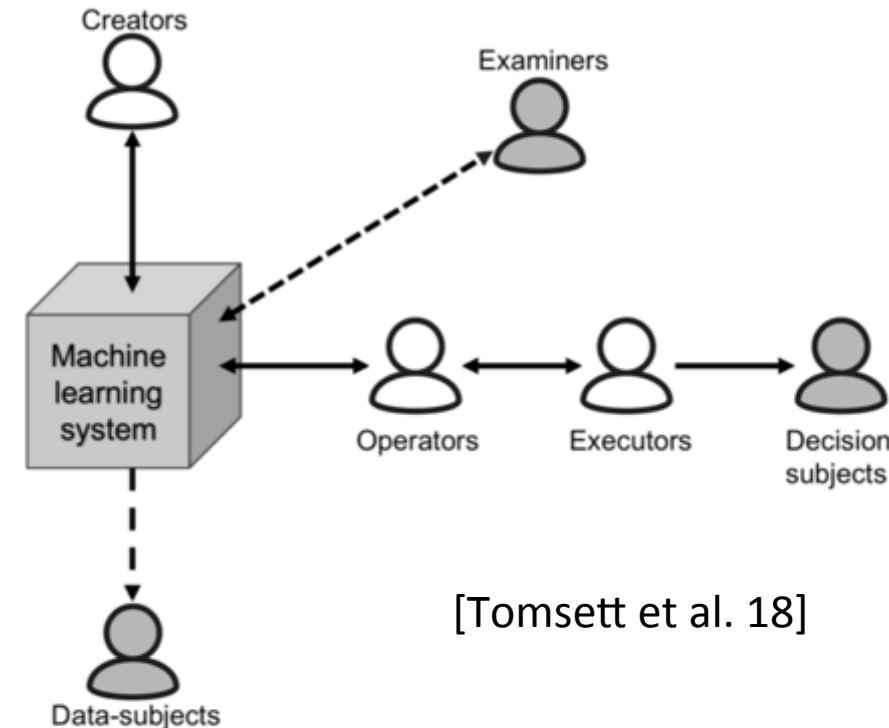 Creators
Examiners
Machine
learning
system
Operators
Executors
Decision
subjects
[Tomsett et al. 18]
Data-subjects